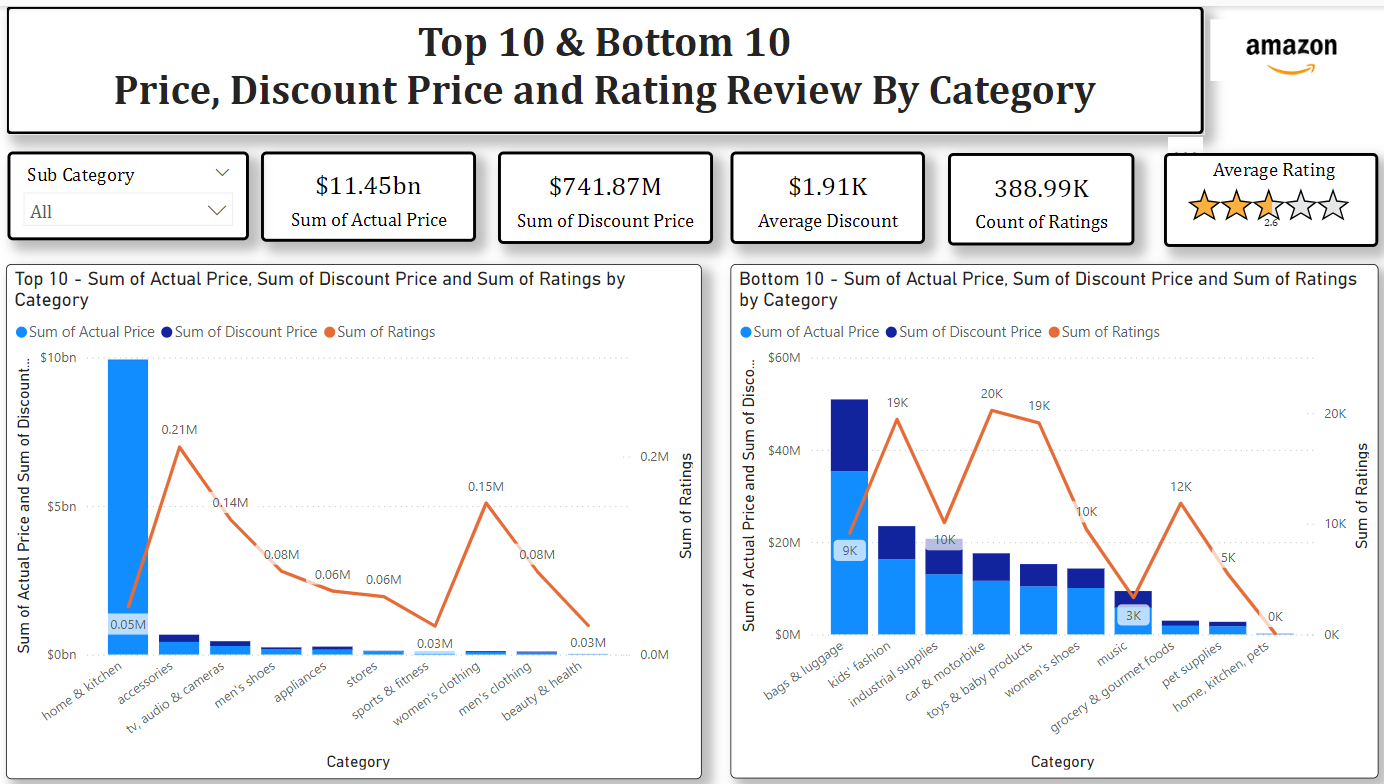 Top 10 & Bottom 10
Price, Discount Price and Rating Review By Category
amazon
Sub Category
All
$11.45bn
Sum of Actual Price
$741.87M
Sum of Discount Price
$1.91K
Average Discount
388.99K
Count of Ratings
Average Rating
2.6
Top 10 - Sum of Actual Price, Sum of Discount Price and Sum of Ratings by
Category
Sum of Actual Price
Sum of Discount Price
Sum of Ratings
Sum of Actual Price and Sum of Discount...
$10bn
$5bn
$0bn
0.05M
0.21M
0.14M
0.08M
0.06M
0.06M
0.03M
0.15M
0.08M
0.03M
0.2M
0.0M
Sum of Ratings
home & kitchen
accessories
tv, audio & cameras
men's shoes
appliances
stores
sports & fitness
women's clothing
men's clothing
beauty & health
Category
Bottom 10 - Sum of Actual Price, Sum of Discount Price and Sum of Ratings
by Category
Sum of Actual Price
Sum of Discount Price
Sum of Ratings
Sum of Actual Price and Sum of Disco...
$60M
$40M
$20M
$0M
9K
19K
10K
20K
19K
10K
3K
12K
5K
0K
20K
10K
0K
Sum of Ratings
bags & luggage
kids' fashion
industrial supplies
car & motorbike
toys & baby products
women's shoes
music
grocery & gourmet foods
pet supplies
home, kitchen, pets
Category